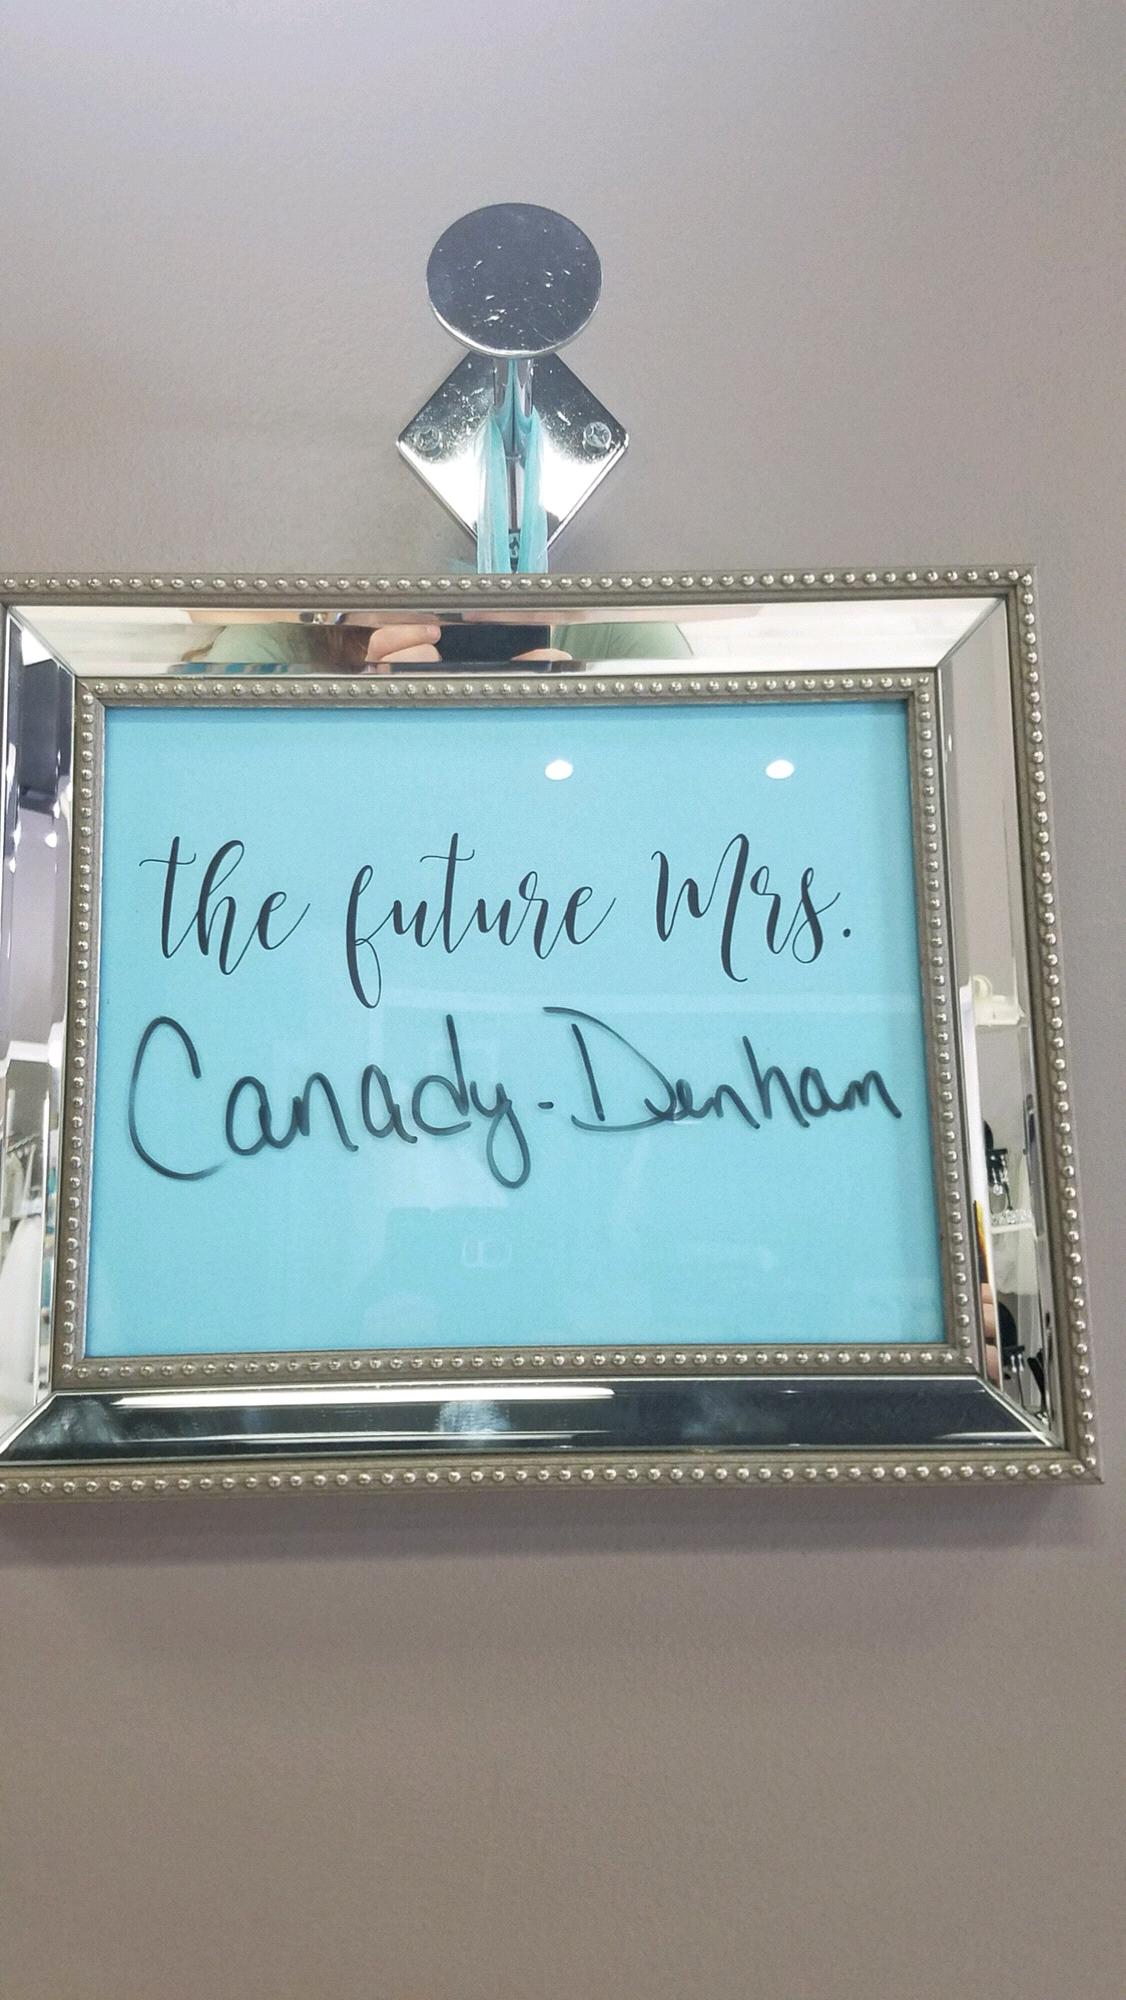 the future Mrs.
Canady-Denham